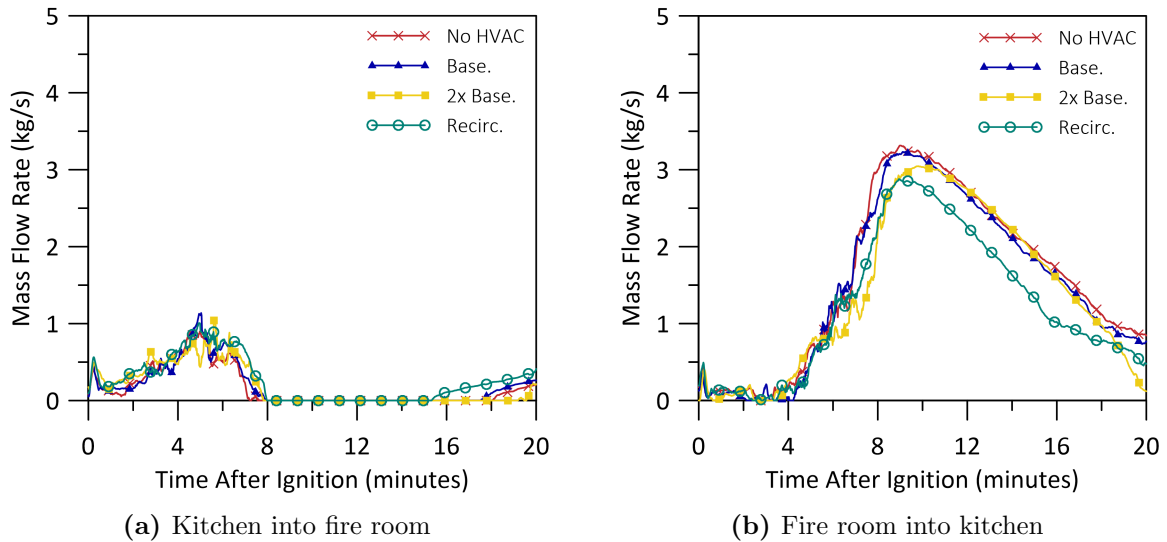 5
4
3
2
1
0
Mass Flow Rate (kg/s)
No HVAC
Base.
2x Base.
Recirc.
0 4 8 12 16 20
Time After Ignition (minutes)
(a) Kitchen into fire room
5
4
3
2
1
0
Mass Flow Rate (kg/s)
No HVAC
Base.
2x Base.
Recirc.
0 4 8 12 16 20
Time After Ignition (minutes)
(b) Fire room into kitchen